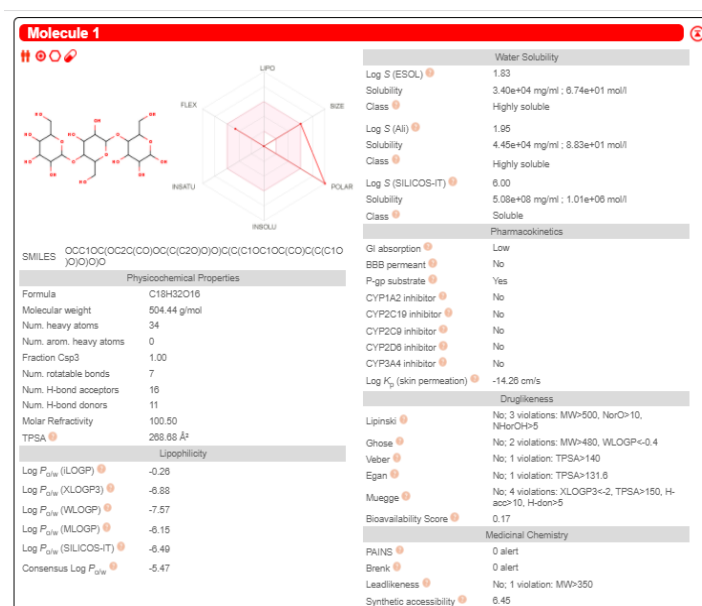 Molecule 1
LIPO
FLEX
SIZE
INSATU
POLAR
INSOLU
SMILES OCC1OC(OC2C(CO)OC(C(C2O)O)O)C(C(C1OC1OC(CO)C(C(C1O
)O)O)O)O
Physicochemical Properties
Formula C18H32O16
Molecular weight 504.44 g/mol
Num. heavy atoms 34
Num. arom. heavy atoms 0
Fraction Csp3 1.00
Num. rotatable bonds 7
Num. H-bond acceptors 16
Num. H-bond donors 11
Molar Refractivity 100.50
TPSA 268.68 Å²
Lipophilicity
Log Po/w (iLOGP) -0.26
Log Po/w (XLOGP3) -6.88
Log Po/w (WLOGP) -7.57
Log Po/w (MLOGP) -6.15
Log Po/w (SILICOS-IT) -6.49
Consensus Log Po/w -5.47
Water Solubility
Log S (ESOL) 1.83
Solubility 3.40e+04 mg/ml ; 6.74e+01 mol/l
Class Highly soluble
Log S (Ali) 1.95
Solubility 4.45e+04 mg/ml ; 8.83e+01 mol/l
Class Highly soluble
Log S (SILICOS-IT) 6.00
Solubility 5.08e+08 mg/ml ; 1.01e+06 mol/l
Class Soluble
Pharmacokinetics
GI absorption Low
BBB permeant No
P-gp substrate Yes
CYP1A2 inhibitor No
CYP2C19 inhibitor No
CYP2C9 inhibitor No
CYP2D6 inhibitor No
CYP3A4 inhibitor No
Log Kp (skin permeation) -14.26 cm/s
Druglikeness
Lipinski No; 3 violations: MW>500, NorO>10,
NHorOH>5
Ghose No; 2 violations: MW>480, WLOGP<-0.4
Veber No; 1 violation: TPSA>140
Egan No; 1 violation: TPSA>131.6
Muegge No; 4 violations: XLOGP3<-2, TPSA>150, H-
acc>10, H-don>5
Bioavailability Score 0.17
Medicinal Chemistry
PAINS 0 alert
Brenk 0 alert
Leadlikeness No; 1 violation: MW>350
Synthetic accessibility 6.45